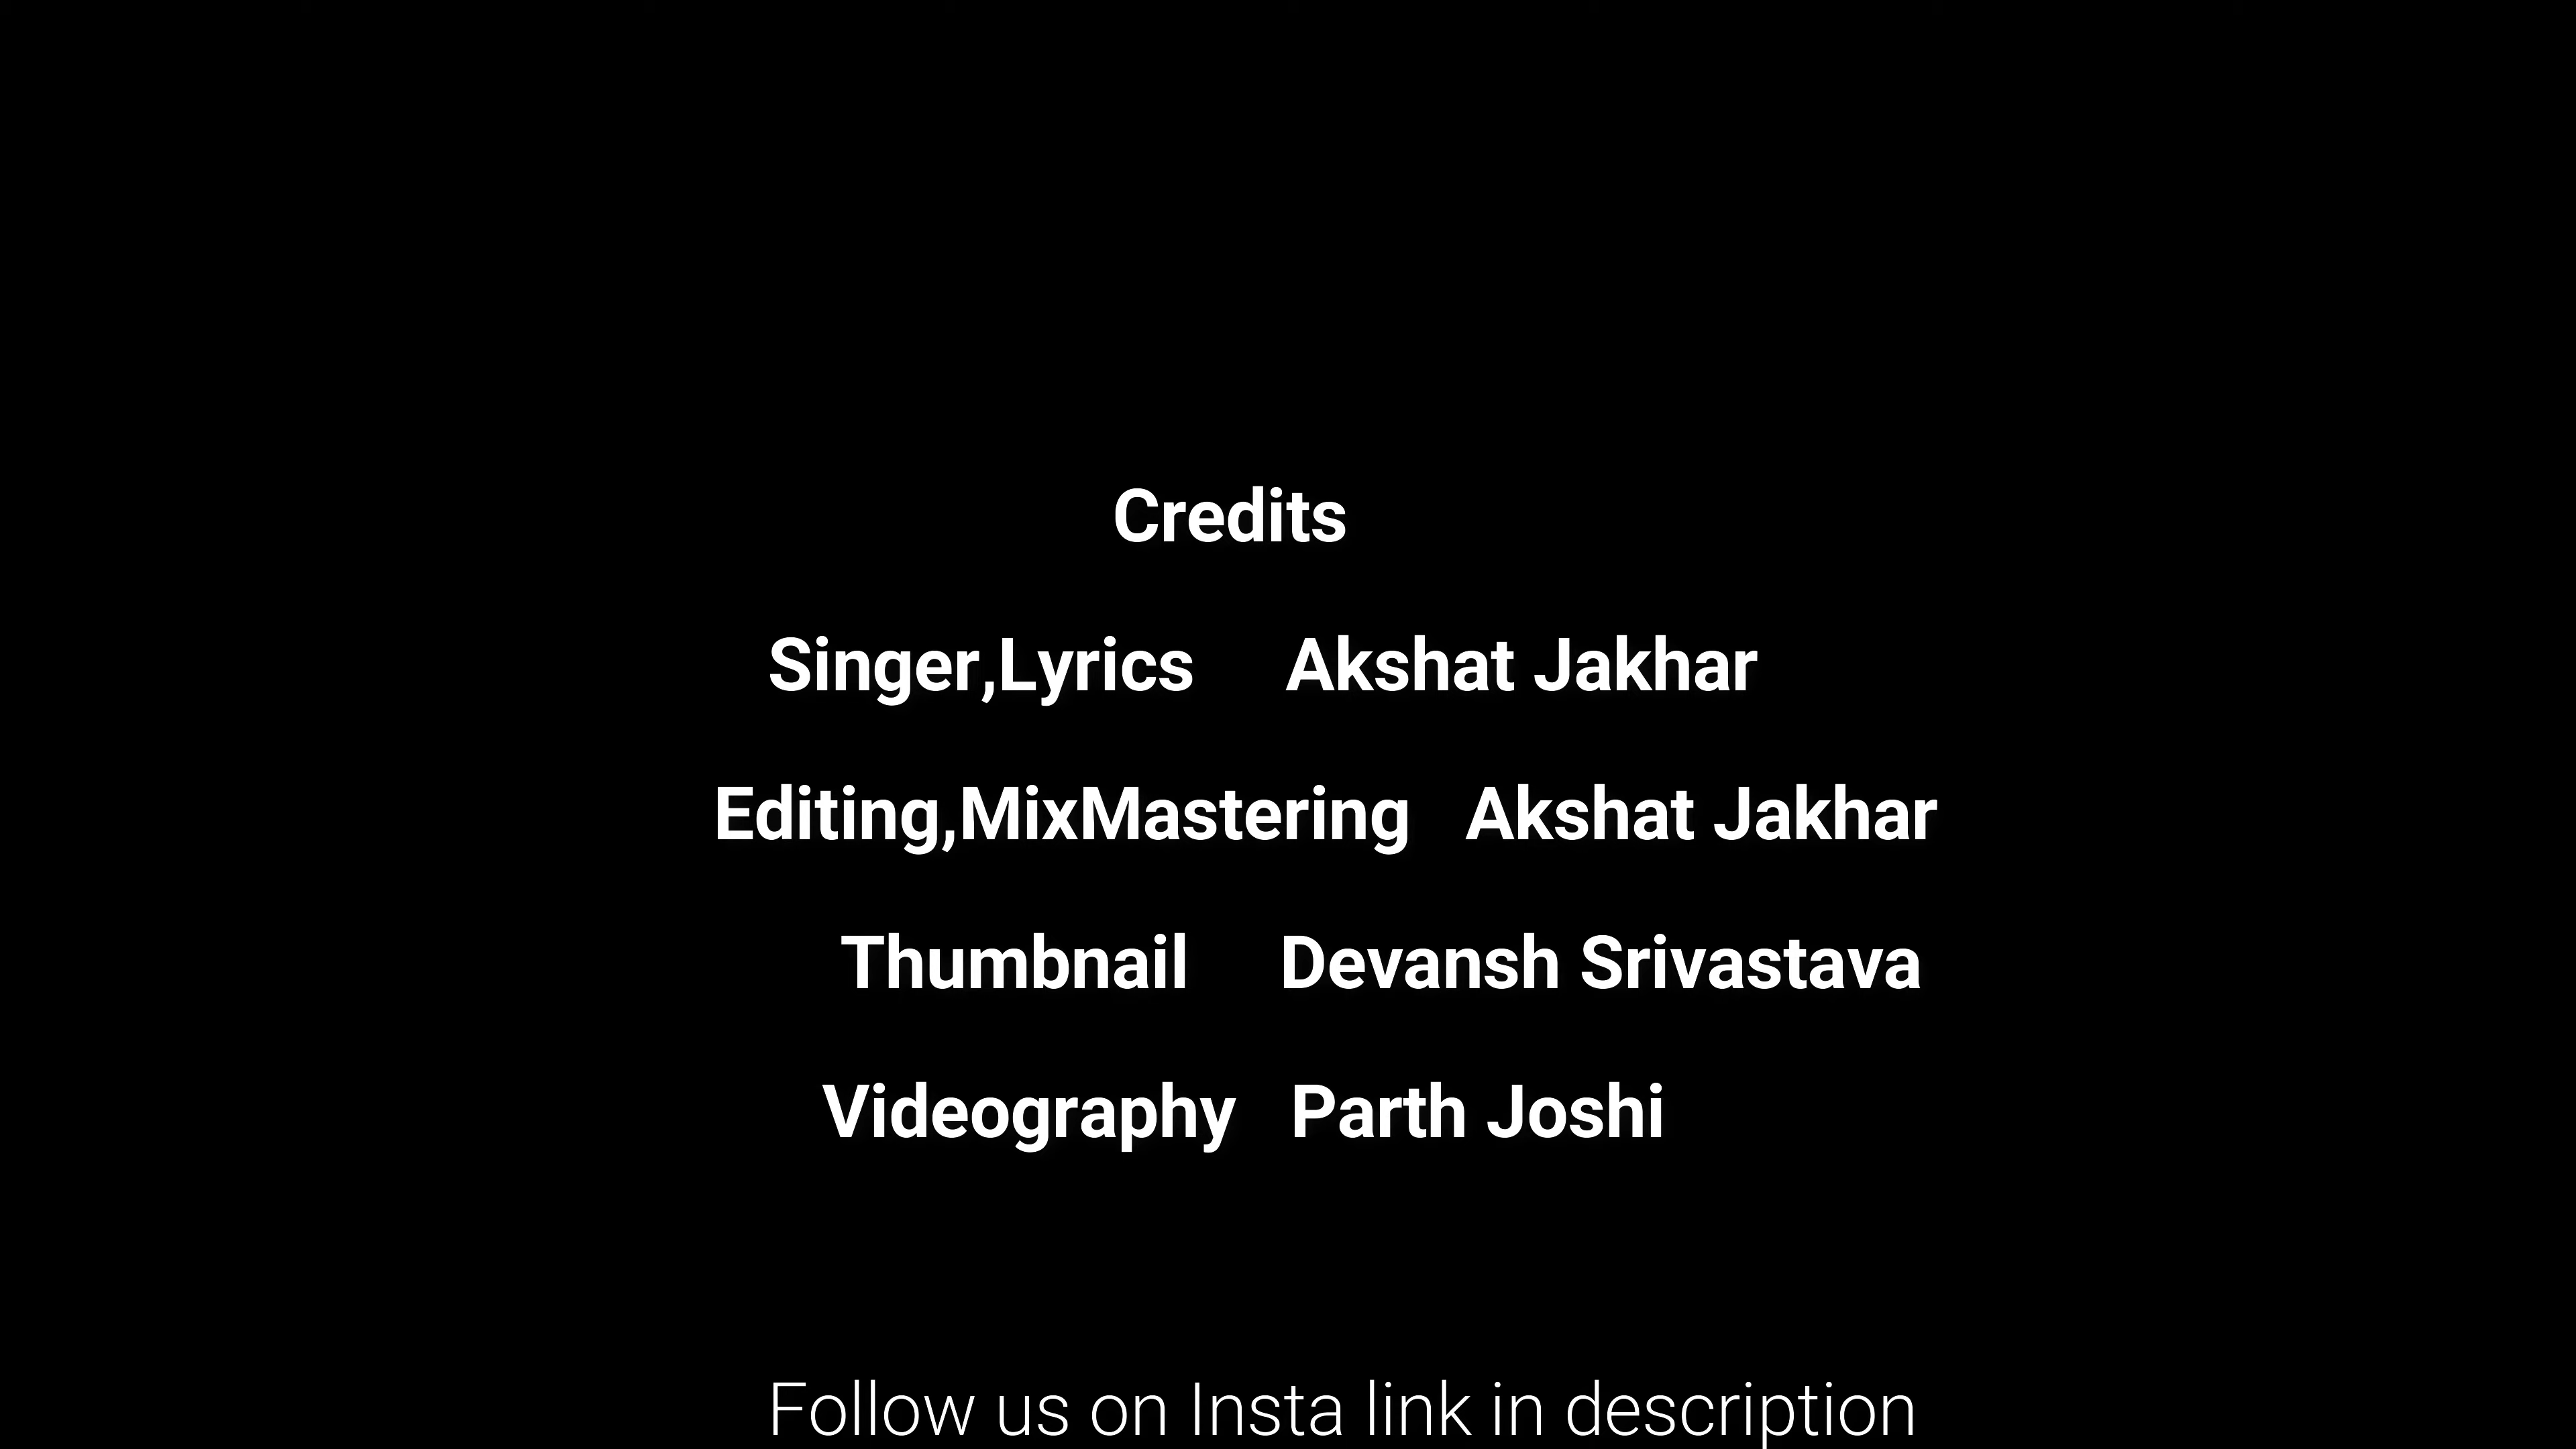 Credits
Singer,Lyrics Akshat Jakhar
Editing,MixMastering Akshat Jakhar
Thumbnail Devansh Srivastava
Videography Parth Joshi
Follow us on Insta link in description